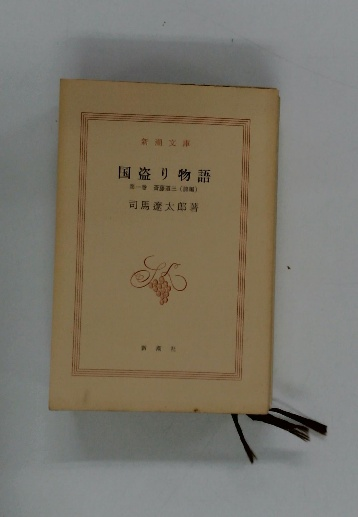 新潮文庫
国盗り物語
第一巻 斎藤道三(前編)
司馬遼太郎著
新潮社